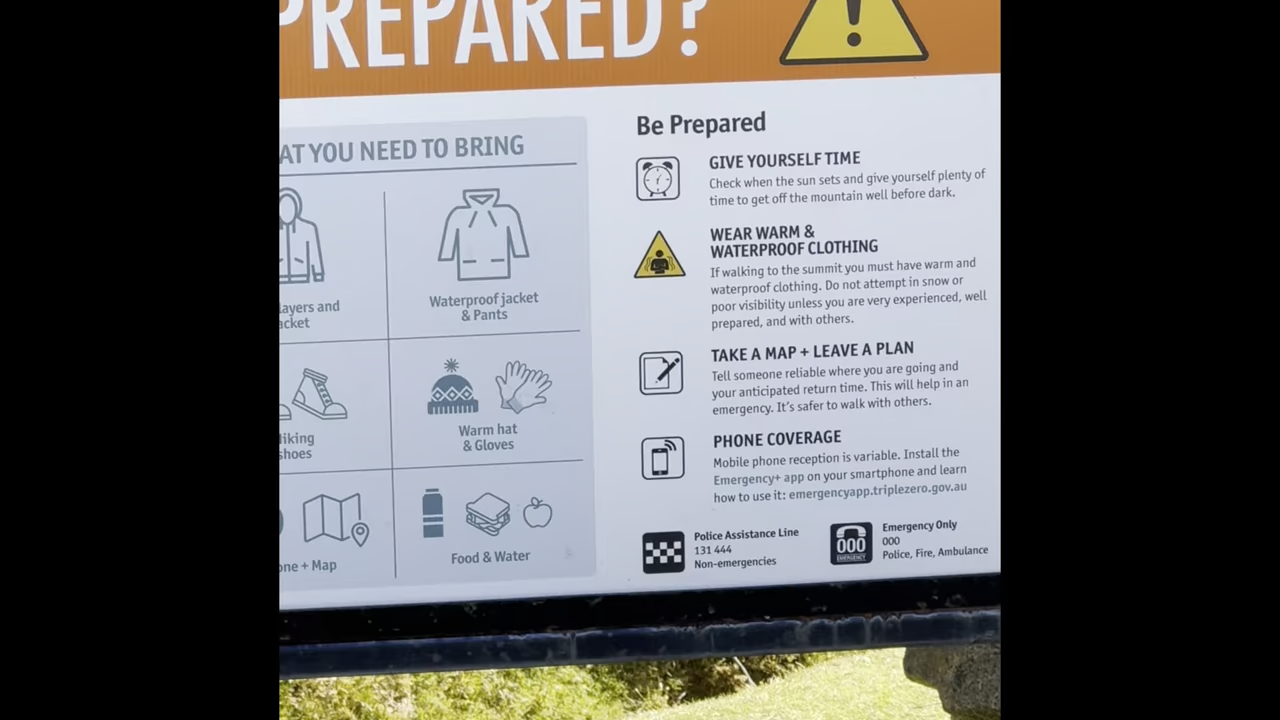 PREPARED?
AT YOU NEED TO BRING
layers and
acket
Waterproof jacket
& Pants
iking
shoes
Warm hat
& Gloves
one + Map
Food & Water
Be Prepared
GIVE YOURSELF TIME
Check when the sun sets and give yourself plenty of
time to get off the mountain well before dark.
WEAR WARM &
WATERPROOF CLOTHING
If walking to the summit you must have warm and
waterproof clothing. Do not attempt in snow or
poor visibility unless you are very experienced, well
prepared, and with others.
TAKE A MAP + LEAVE A PLAN
Tell someone reliable where you are going and
your anticipated return time. This will help in an
emergency. It's safer to walk with others.
PHONE COVERAGE
Mobile phone reception is variable. Install the
Emergency+ app on your smartphone and learn
how to use it: emergencyapp.triplezero.gov.au
Police Assistance Line
131 444
Non-emergencies
000
EMERGENCY
Emergency Only
000
Police, Fire, Ambulance